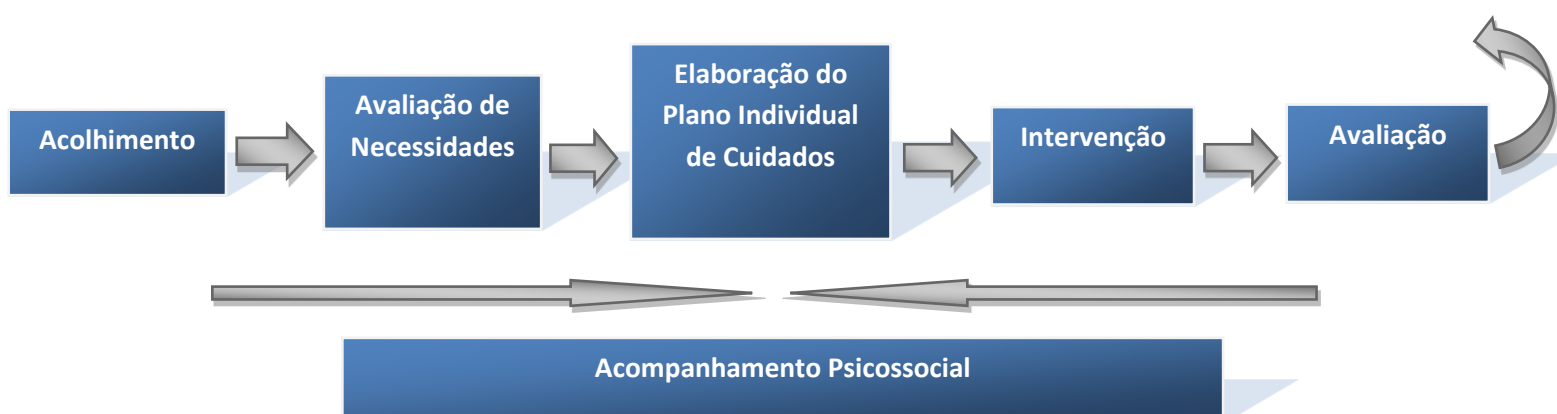 Acolhimento
Avaliação de
Necessidades
Elaboração do
Plano Individual
de Cuidados
Intervenção
Avaliação
Acompanhamento Psicossocial